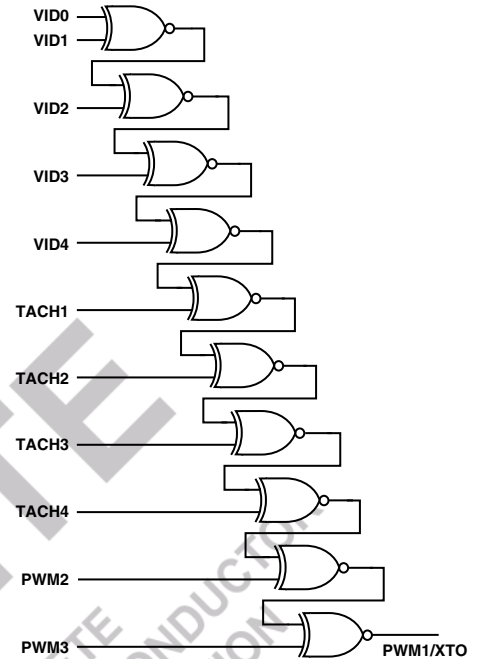 VID0
VID1
VID2
VID3
VID4
TACH1
TACH2
TACH3
TACH4
PWM2
PWM3
PWM1/XTO